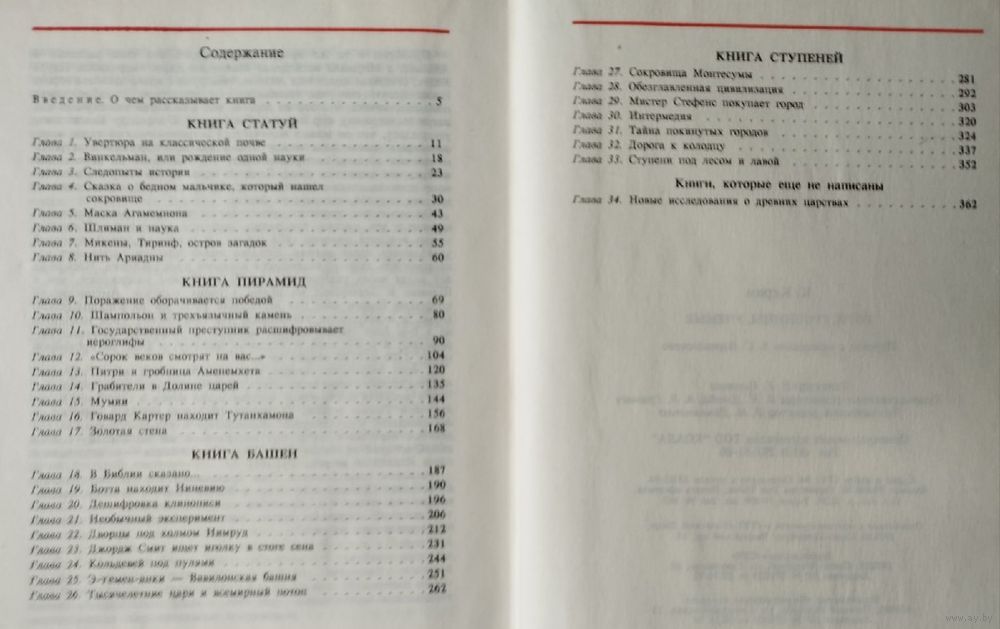 Содержание
Введение. О чем рассказывает книга 5
КНИГА СТАТУЙ
Глава 1. Увертюра на классической почве 11
Глава 2. Винкельман, или рождение одной науки 18
Глава 3. Следопыты истории 23
Глава 4. Сказка о бедном мальчике, который нашел
сокровище 30
Глава 5. Маска Агамемнона 43
Глава 6. Шлиман и наука 49
Глава 7. Микены, Тиринф, остров загадок 55
Глава 8. Нить Ариадны 60
КНИГА ПИРАМИД
Глава 9. Поражение оборачивается победой 69
Глава 10. Шампольон и трехъязычный камень 80
Глава 11. Государственный преступник расшифровывает
иероглифы 90
Глава 12. «Сорок веков смотрят на вас...» 104
Глава 13. Питри и гробница Аменемхета 120
Глава 14. Грабители в Долине царей 135
Глава 15. Мумии 144
Глава 16. Говард Картер находит Тутанхамона 156
Глава 17. Золотая стена 168
КНИГА БАШЕН
Глава 18. В Библии сказано... 187
Глава 19. Ботта находит Ниневию 190
Глава 20. Дешифровка клинописи 196
Глава 21. Необычный эксперимент 206
Глава 22. Дворцы под холмом Нимруд 212
Глава 23. Джордж Смит ищет иголку в стоге сена 231
Глава 24. Кольдевей под пулями 244
Глава 25. Э-темен-анки — Вавилонская башня 251
Глава 26. Тысячелетние цари и всемирный потоп 262
КНИГА СТУПЕНЕЙ
Глава 27. Сокровища Монтесумы 281
Глава 28. Обезглавленная цивилизация 292
Глава 29. Мистер Стефенс покупает город 303
Глава 30. Интермедия 320
Глава 31. Тайна покинутых городов 324
Глава 32. Дорога к колодцу 337
Глава 33. Ступени под лесом и лавой 352
Книги, которые еще не написаны
Глава 34. Новые исследования о древних царствах 362
www.ay.by